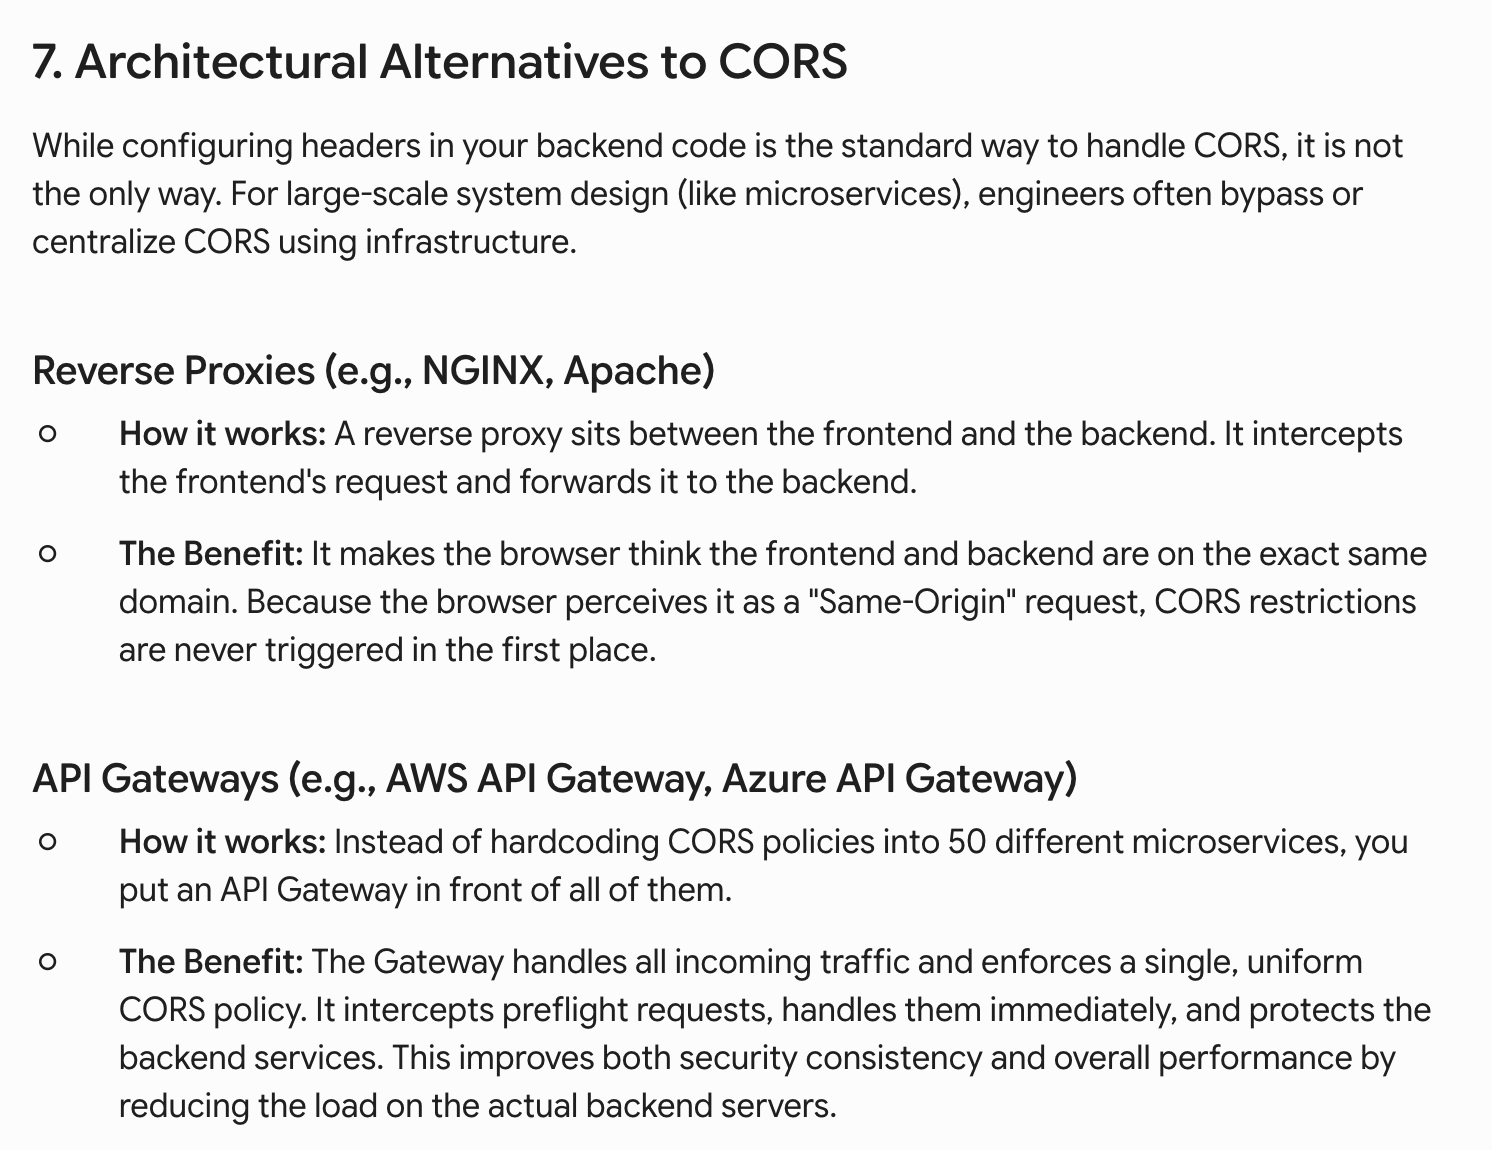 7. Architectural Alternatives to CORS
While configuring headers in your backend code is the standard way to handle CORS, it is not
the only way. For large-scale system design (like microservices), engineers often bypass or
centralize CORS using infrastructure.
Reverse Proxies (e.g., NGINX, Apache)
○ How it works: A reverse proxy sits between the frontend and the backend. It intercepts
the frontend's request and forwards it to the backend.
○ The Benefit: It makes the browser think the frontend and backend are on the exact same
domain. Because the browser perceives it as a "Same-Origin" request, CORS restrictions
are never triggered in the first place.
API Gateways (e.g., AWS API Gateway, Azure API Gateway)
○ How it works: Instead of hardcoding CORS policies into 50 different microservices, you
put an API Gateway in front of all of them.
○ The Benefit: The Gateway handles all incoming traffic and enforces a single, uniform
CORS policy. It intercepts preflight requests, handles them immediately, and protects the
backend services. This improves both security consistency and overall performance by
reducing the load on the actual backend servers.